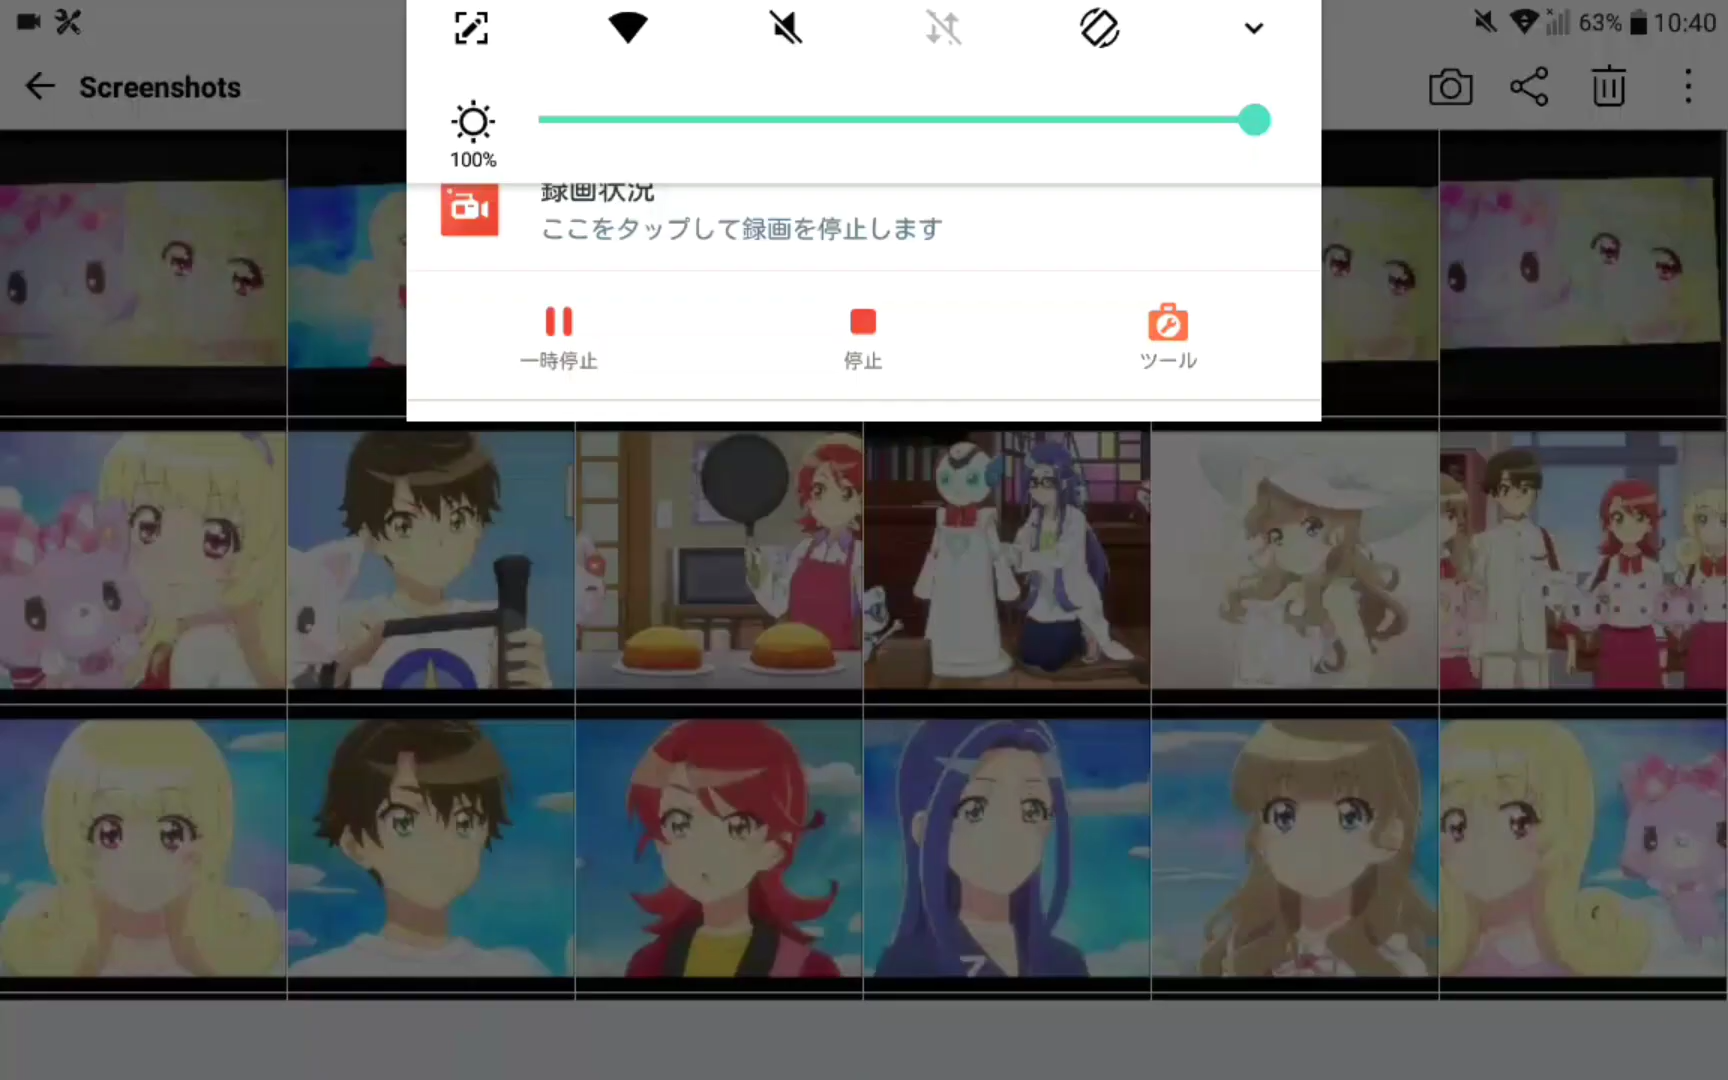 63% 10:40
Screenshots
100%
録画状況
ここをタップして録画を停止します
一時停止
停止
ツール
7